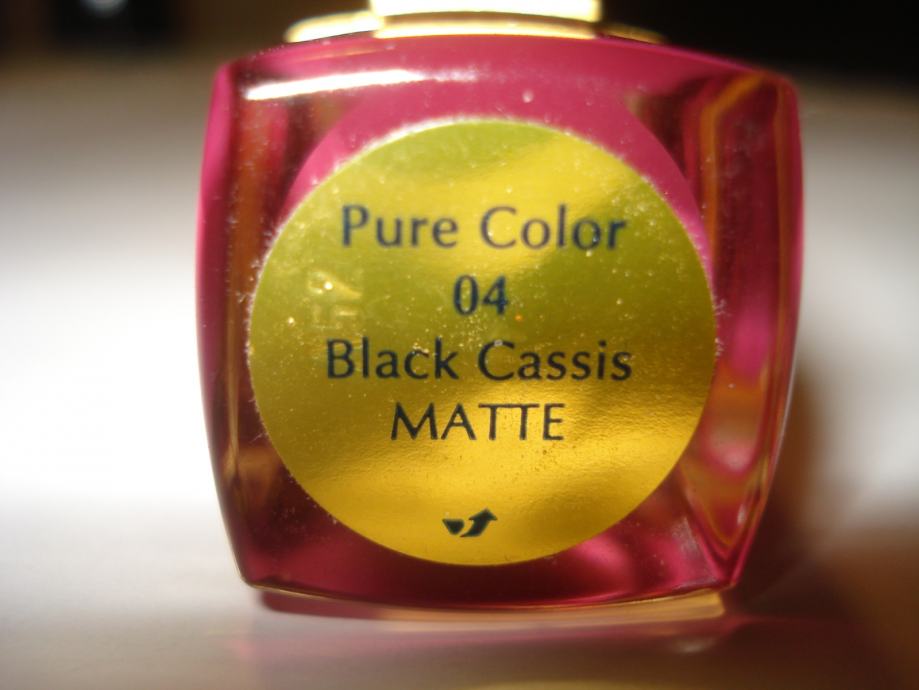 Pure Color
04
Black Cassis
MATTE